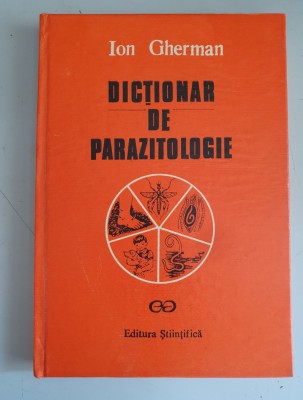 Ion Gherman
DICȚIONAR
DE
PARAZITOLOGIE
Editura Științifică